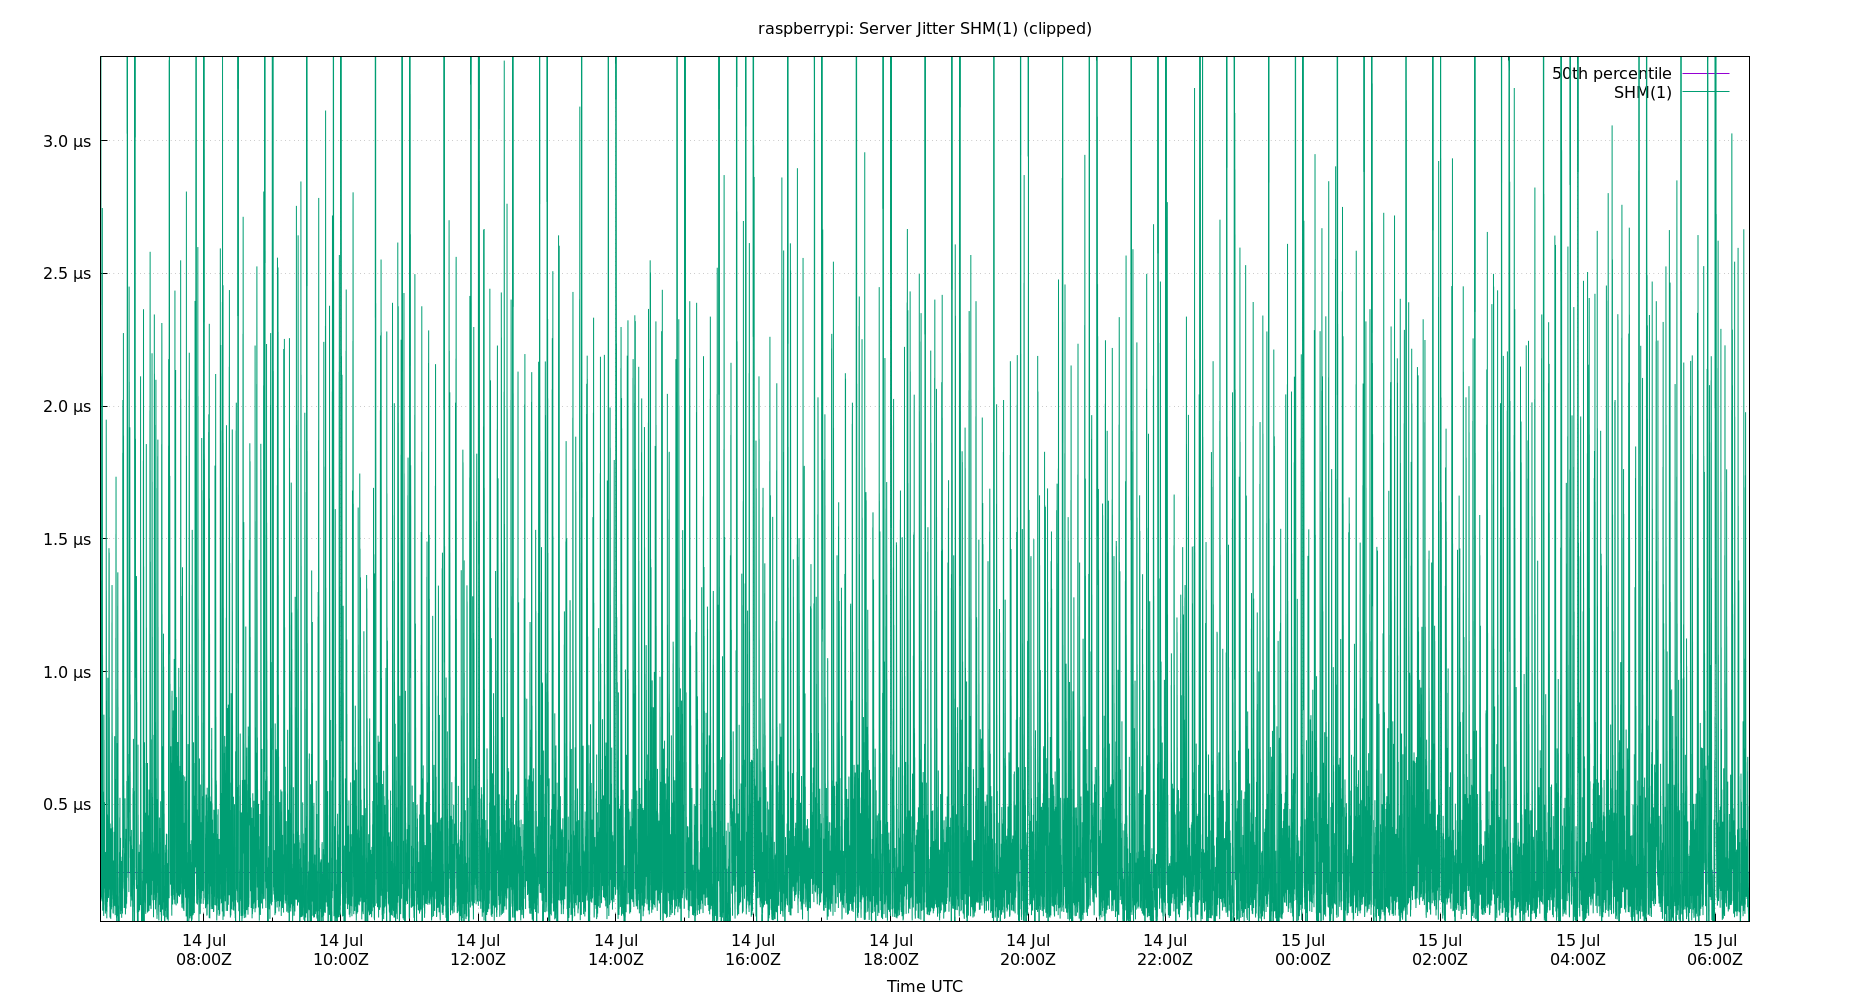 raspberrypi: Server Jitter SHM(1) (clipped)
50th percentile
SHM(1)
3.0 µs
2.5 µs
2.0 µs
1.5 µs
1.0 µs
0.5 µs
14 Jul 14 Jul 14 Jul 14 Jul 14 Jul 14 Jul 14 Jul 14 Jul 15 Jul 15 Jul 15 Jul 15 Jul
08:00Z 10:00Z 12:00Z 14:00Z 16:00Z 18:00Z 20:00Z 22:00Z 00:00Z 02:00Z 04:00Z 06:00Z
Time UTC